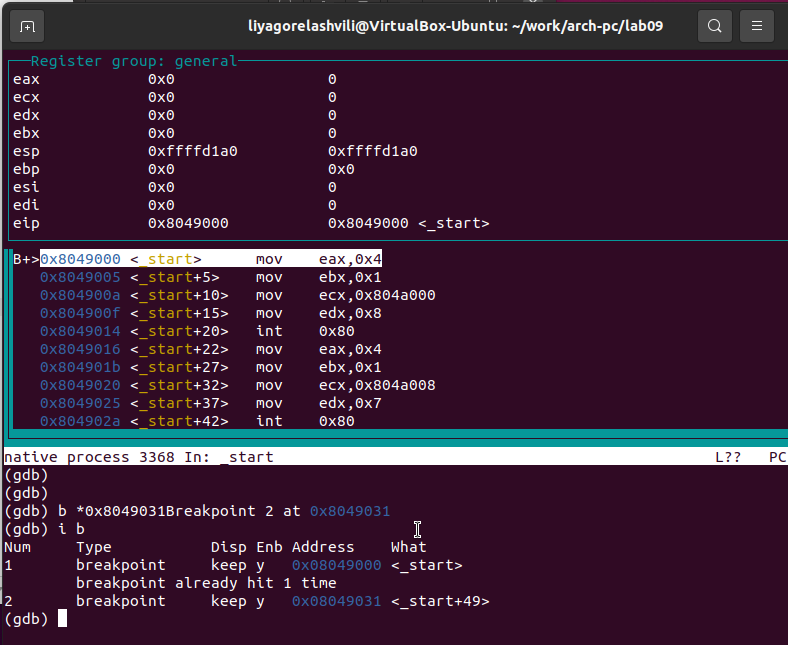 liyagorelashvili@VirtualBox-Ubuntu: ~/work/arch-pc/lab09
Register group: general
eax 0x0 0
ecx 0x0 0
edx 0x0 0
ebx 0x0 0
esp 0xffffd1a0 0xffffd1a0
ebp 0x0 0x0
esi 0x0 0
edi 0x0 0
eip 0x8049000 0x8049000 <_start>
B+>0x8049000 <_start> mov eax,0x4
0x8049005 <_start+5> mov ebx,0x1
0x804900a <_start+10> mov ecx,0x804a000
0x804900f <_start+15> mov edx,0x8
0x8049014 <_start+20> int 0x80
0x8049016 <_start+22> mov eax,0x4
0x804901b <_start+27> mov ebx,0x1
0x8049020 <_start+32> mov ecx,0x804a008
0x8049025 <_start+37> mov edx,0x7
0x804902a <_start+42> int 0x80
native process 3368 In: _start L?? PC
(gdb)
(gdb)
(gdb) b *0x8049031Breakpoint 2 at 0x8049031
(gdb) i b
Num Type Disp Enb Address What
1 breakpoint keep y 0x08049000 <_start>
breakpoint already hit 1 time
2 breakpoint keep y 0x08049031 <_start+49>
(gdb)